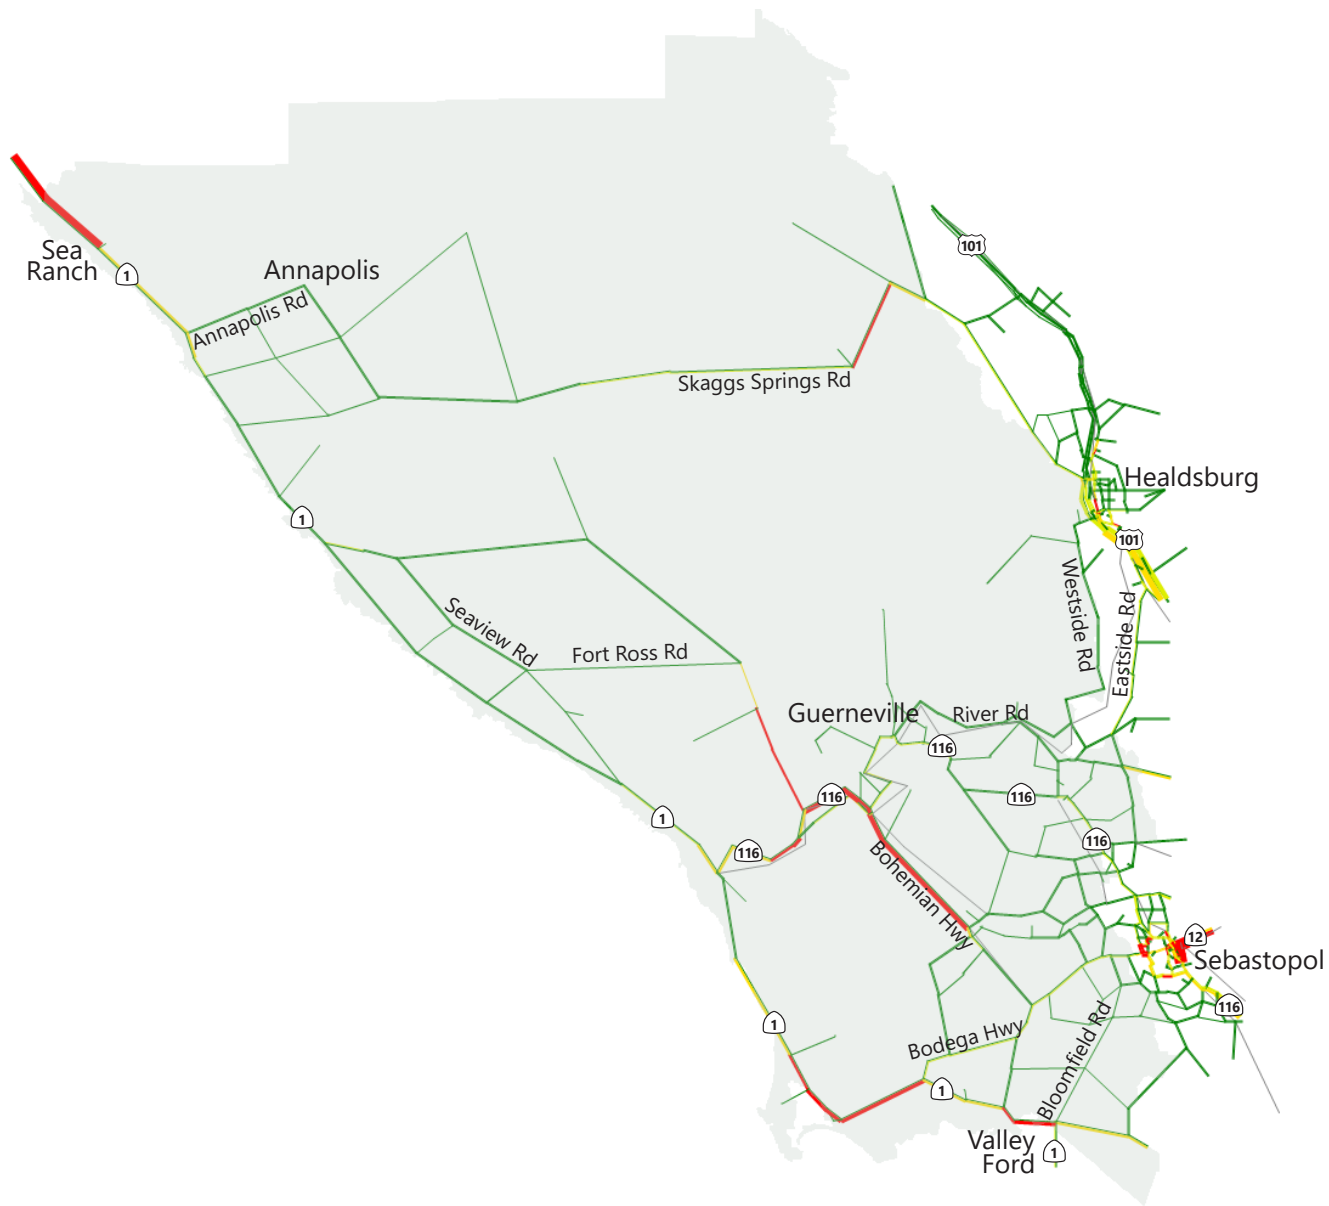 101
Sea
Ranch
1
Annapolis
Annapolis Rd
Skaggs Springs Rd
Healdsburg
1
101
Westside Rd
Eastside Rd
Seaview Rd
Fort Ross Rd
Guerneville
River Rd
116
116
116
1
116
116
Bohemian Hwy
12
Sebastopol
116
1
Bodega Hwy
Bloomfield Rd
1
Valley
Ford
1